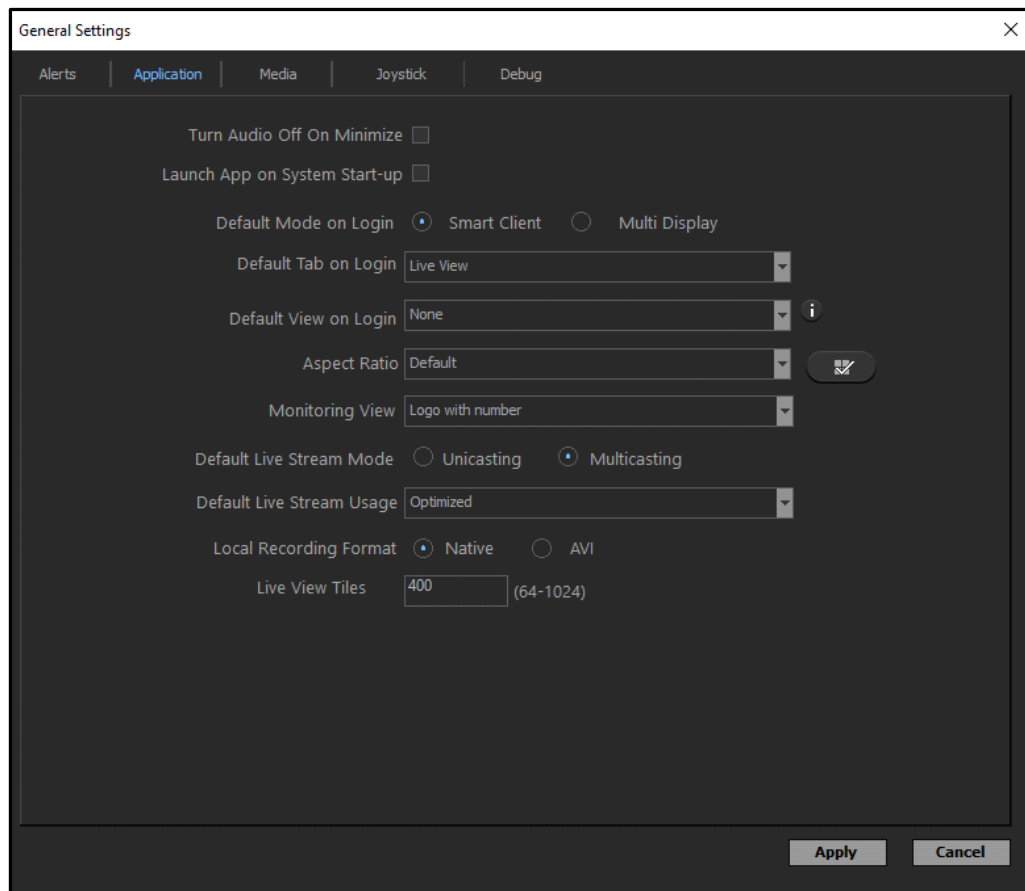 General Settings
Alerts Application Media Joystick Debug
Turn Audio Off On Minimize
Launch App on System Start-up
Default Mode on Login Smart Client Multi Display
Default Tab on Login Live View
Default View on Login None i
Aspect Ratio Default
Monitoring View Logo with number
Default Live Stream Mode Unicasting Multicasting
Default Live Stream Usage Optimized
Local Recording Format Native AVI
Live View Tiles 400 (64-1024)
Apply Cancel